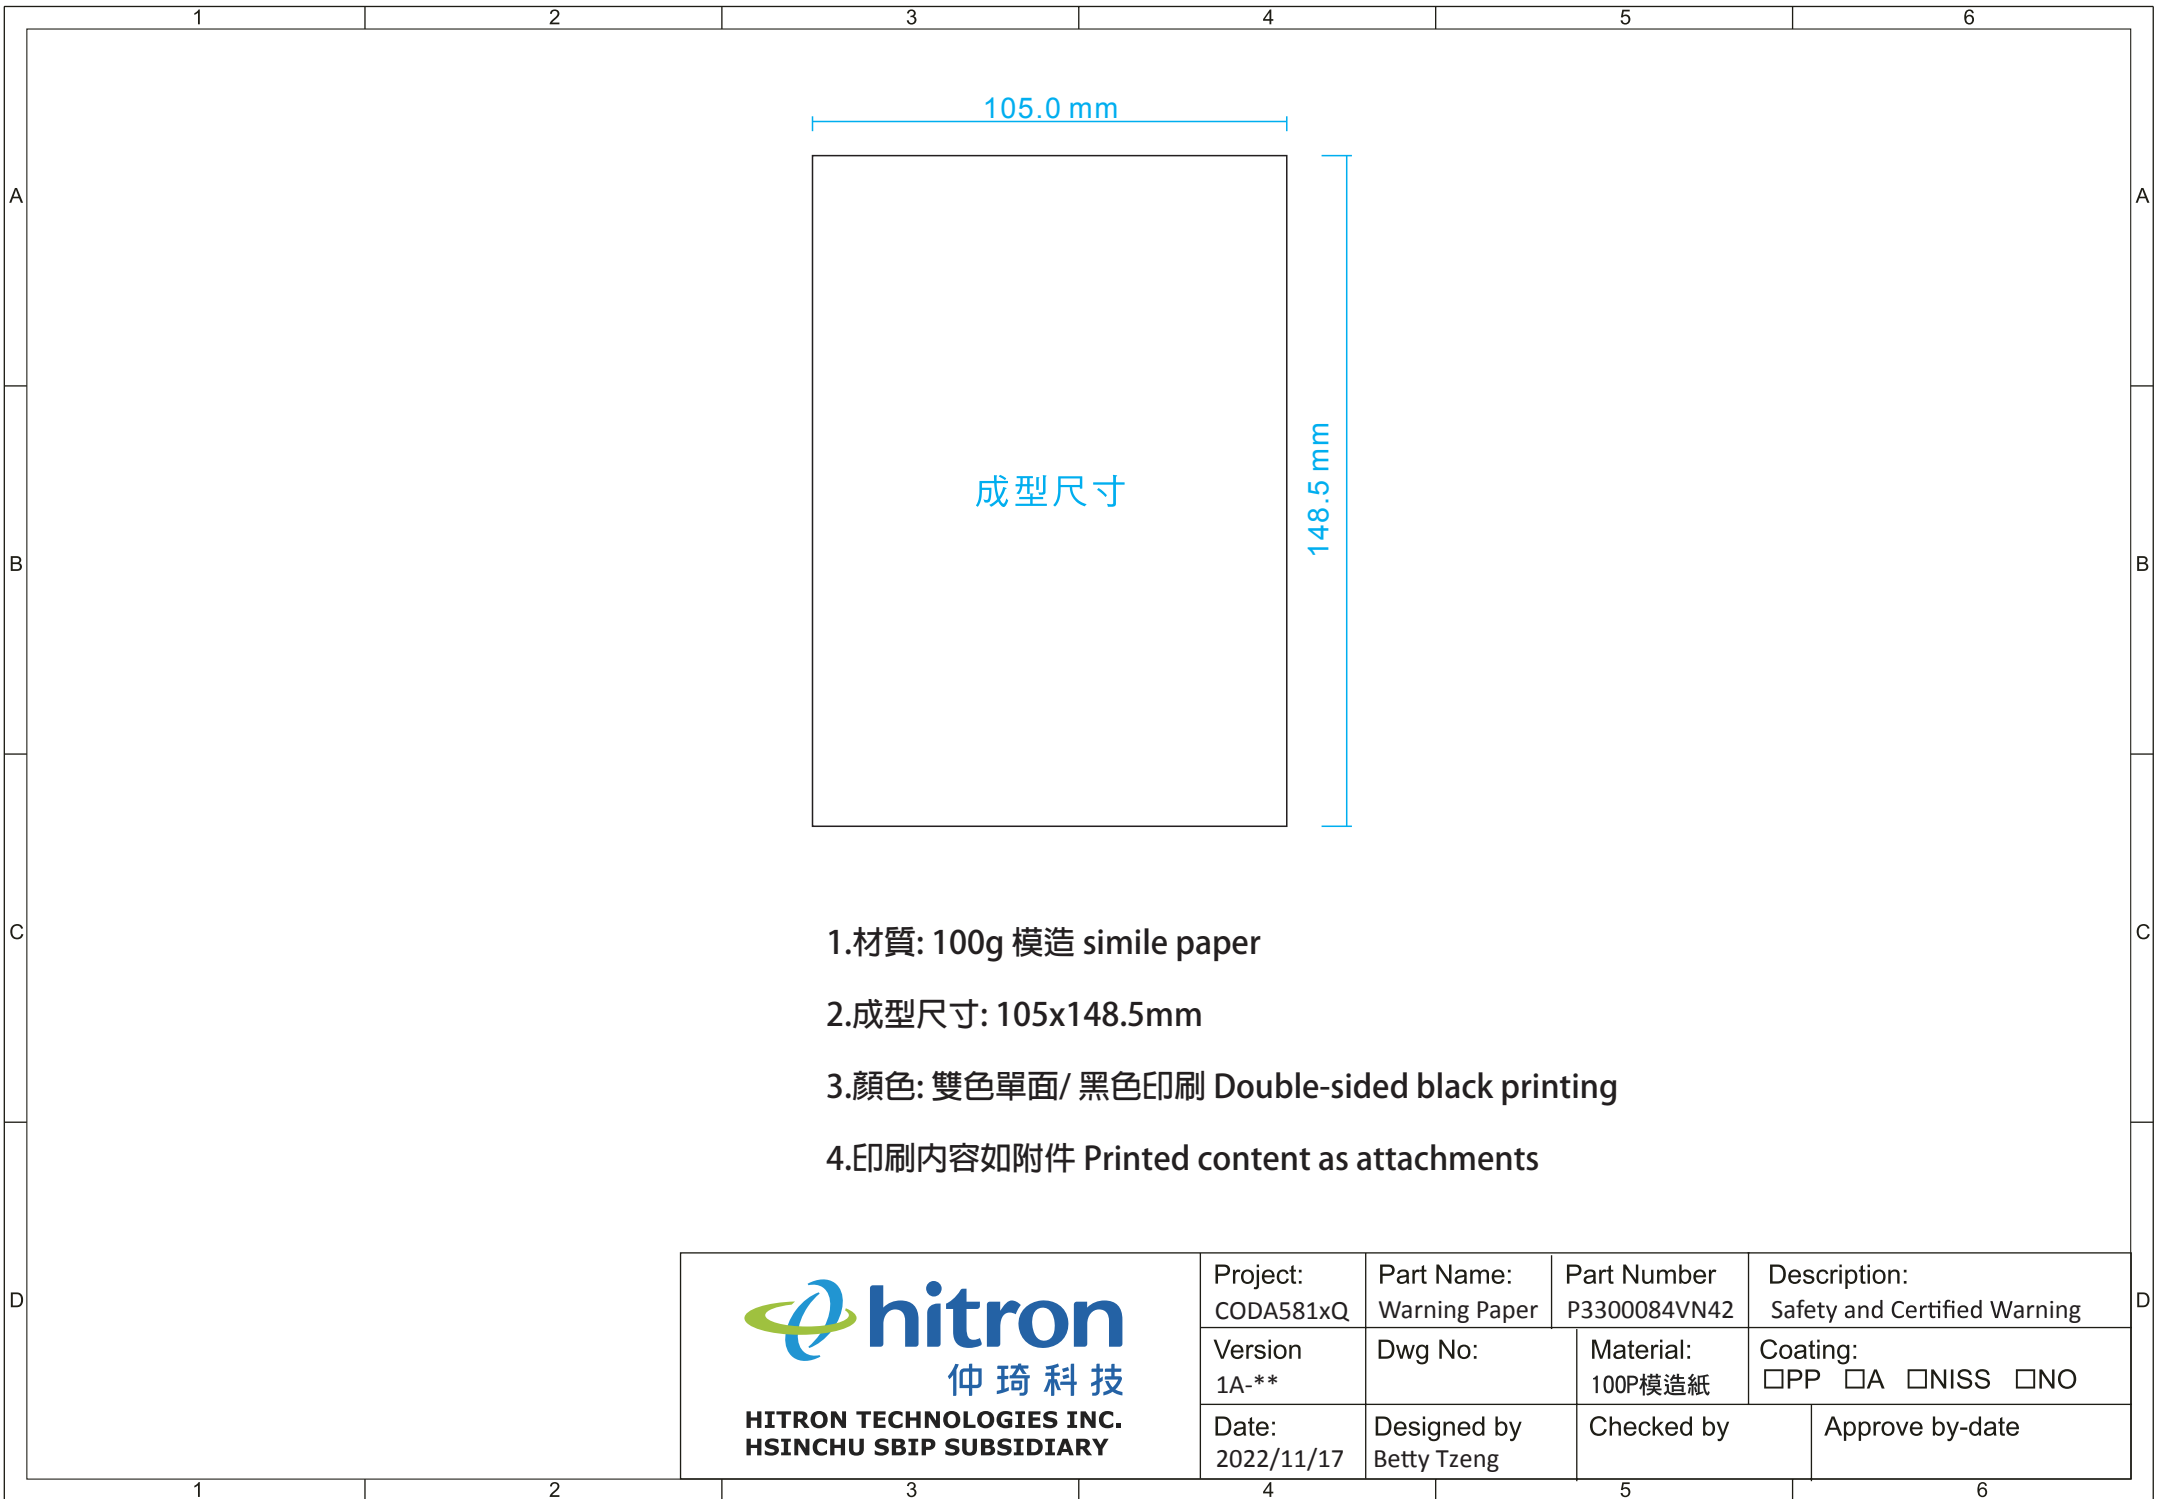 1 2 3 4 5 6
105.0 mm
A A
148.5 mm
成型尺寸
B B
1.材質: 100g 模造 simile paper
C C
2.成型尺寸: 105x148.5mm
3.顏色: 雙色單面/ 黑色印刷 Double-sided black printing
4.印刷內容如附件 Printed content as attachments
D D
hitron
仲琦科技
HITRON TECHNOLOGIES INC.
HSINCHU SBIP SUBSIDIARY
Project: Part Name: Part Number Description:
CODA581xQ Warning Paper P3300084VN42 Safety and Certified Warning
Version Dwg No: Material: Coating:
1A-** 100P模造紙 □PP □A □NISS □NO
Date: Designed by Checked by Approve by-date
2022/11/17 Betty Tzeng
1 2 3 4 5 6